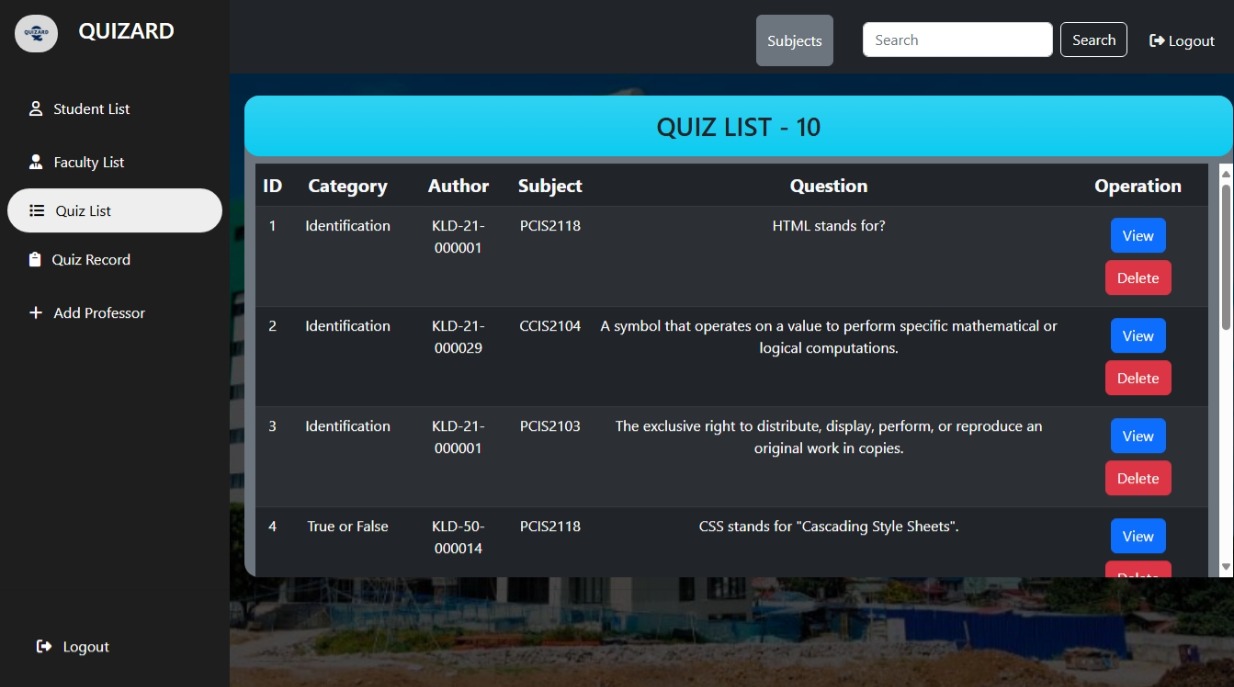 QUIZARD
QUIZARD
Subjects
Search
Search
Logout
Student List
Faculty List
Quiz List
Quiz Record
Add Professor
Logout
QUIZ LIST - 10
ID Category Author Subject Question Operation
1 Identification KLD-21- PCIS2118 HTML stands for? View
000001
Delete
2 Identification KLD-21- CCIS2104 A symbol that operates on a value to perform specific mathematical or View
000029 logical computations.
Delete
3 Identification KLD-21- PCIS2103 The exclusive right to distribute, display, perform, or reproduce an View
000001 original work in copies.
Delete
4 True or False KLD-50- PCIS2118 CSS stands for "Cascading Style Sheets". View
000014
Delete